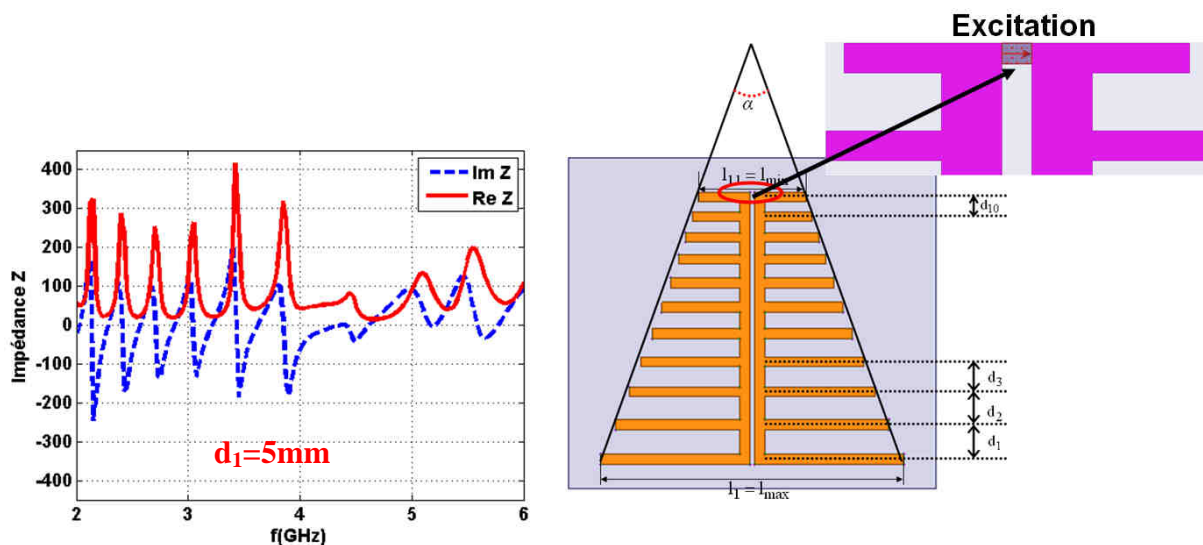 Excitation
α
l11 = lmin
d10
d3
d2
d1
l1 = lmax
Impédance Z
400
300
200
100
0
-100
-200
-300
-400
2
3
4
5
6
f(GHz)
Im Z
Re Z
d1=5mm